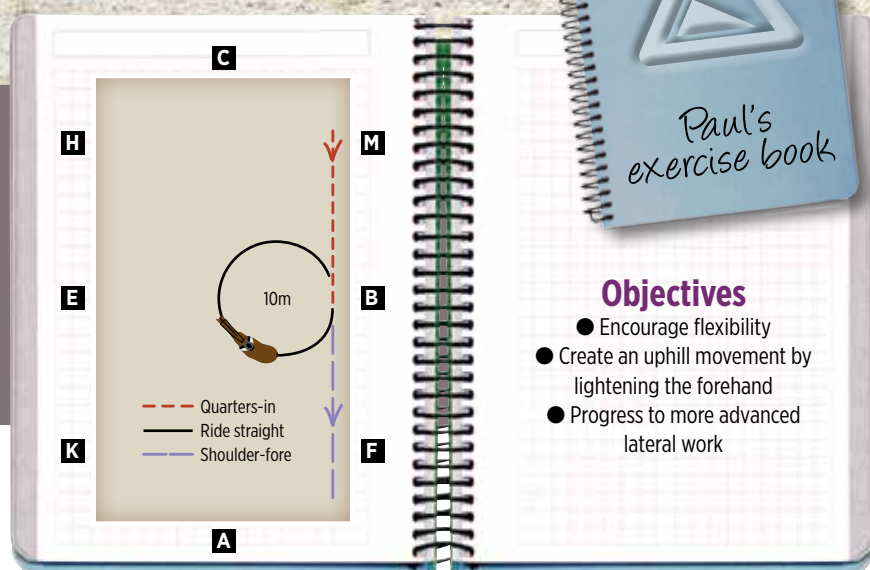 C
H
M
E
10m
B
Quarters-in
Ride straight
Shoulder-fore
K
F
A
Paul's
exercise book
Objectives
● Encourage flexibility
● Create an uphill movement by
lightening the forehand
● Progress to more advanced
lateral work